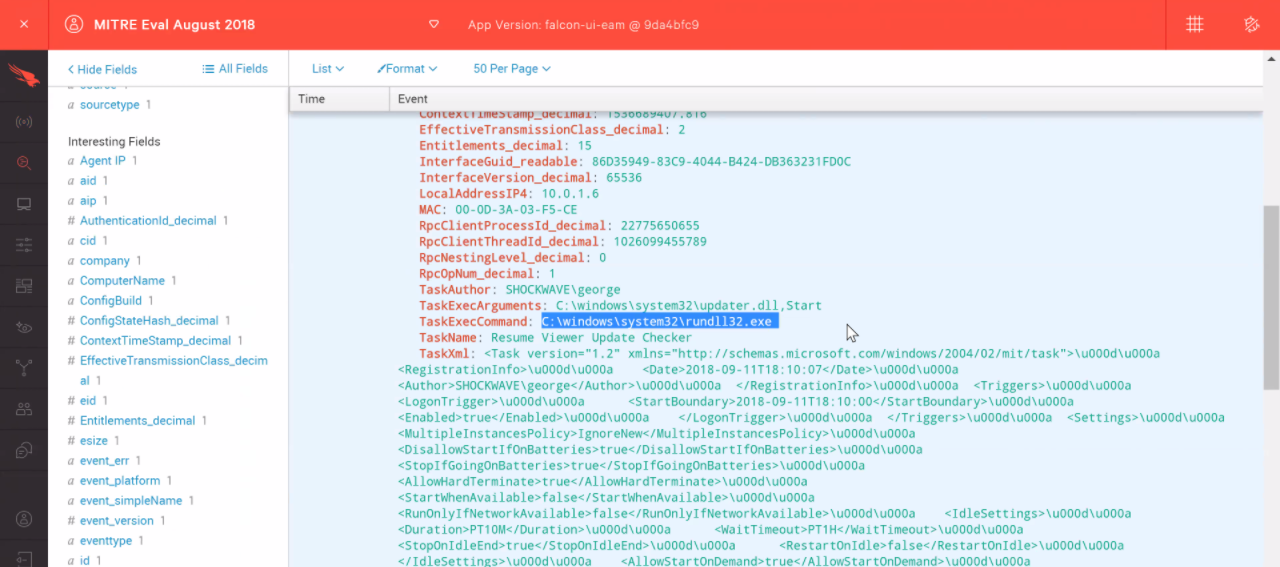 MITRE Eval August 2018
App Version: falcon-ui-eam @ 9da4bfc9
Hide Fields
All Fields
List
Format
50 Per Page
Time
Event
a sourcetype 1
Interesting Fields
a Agent IP 1
a aid 1
a aip 1
# AuthenticationId_decimal 1
a cid 1
a company 1
a ComputerName 1
a ConfigBuild 1
# ConfigStateHash_decimal 1
# ContextTimeStamp_decimal 1
# EffectiveTransmissionClass_decim
al 1
# eid 1
# Entitlements_decimal 1
# esize 1
a event_err 1
a event_platform 1
a event_simpleName 1
# event_version 1
a eventtype 1
# id 1
ContextTimeStamp_decimal: 1536689407.816
EffectiveTransmissionClass_decimal: 2
Entitlements_decimal: 15
InterfaceGuid_readable: 86D35949-83C9-4044-B424-DB363231FD0C
InterfaceVersion_decimal: 65536
LocalAddressIP4: 10.0.1.6
MAC: 00-0D-3A-03-F5-CE
RpcClientProcessId_decimal: 22775650655
RpcClientThreadId_decimal: 1026099455789
RpcNestingLevel_decimal: 0
RpcOpNum_decimal: 1
TaskAuthor: SHOCKWAVE\george
TaskExecArguments: C:\windows\system32\updater.dll,Start
TaskExecCommand: C:\windows\system32\rundll32.exe
TaskName: Resume Viewer Update Checker
TaskXml: <Task version="1.2" xmlns="http://schemas.microsoft.com/windows/2004/02/mit/task">\u000d\u000a
<RegistrationInfo>\u000d\u000a <Date>2018-09-11T18:10:07</Date>\u000d\u000a
<Author>SHOCKWAVE\george</Author>\u000d\u000a </RegistrationInfo>\u000d\u000a <Triggers>\u000d\u000a
<LogonTrigger>\u000d\u000a <StartBoundary>2018-09-11T18:10:00</StartBoundary>\u000d\u000a
<Enabled>true</Enabled>\u000d\u000a </LogonTrigger>\u000d\u000a </Triggers>\u000d\u000a <Settings>\u000d\u000a
<MultipleInstancesPolicy>IgnoreNew</MultipleInstancesPolicy>\u000d\u000a
<DisallowStartIfOnBatteries>true</DisallowStartIfOnBatteries>\u000d\u000a
<StopIfGoingOnBatteries>true</StopIfGoingOnBatteries>\u000d\u000a
<AllowHardTerminate>true</AllowHardTerminate>\u000d\u000a
<StartWhenAvailable>false</StartWhenAvailable>\u000d\u000a
<RunOnlyIfNetworkAvailable>false</RunOnlyIfNetworkAvailable>\u000d\u000a <IdleSettings>\u000d\u000a
<Duration>PT10M</Duration>\u000d\u000a <WaitTimeout>PT1H</WaitTimeout>\u000d\u000a
<StopOnIdleEnd>true</StopOnIdleEnd>\u000d\u000a <RestartOnIdle>false</RestartOnIdle>\u000d\u000a
</IdleSettings>\u000d\u000a <AllowStartOnDemand>true</AllowStartOnDemand>\u000d\u000a